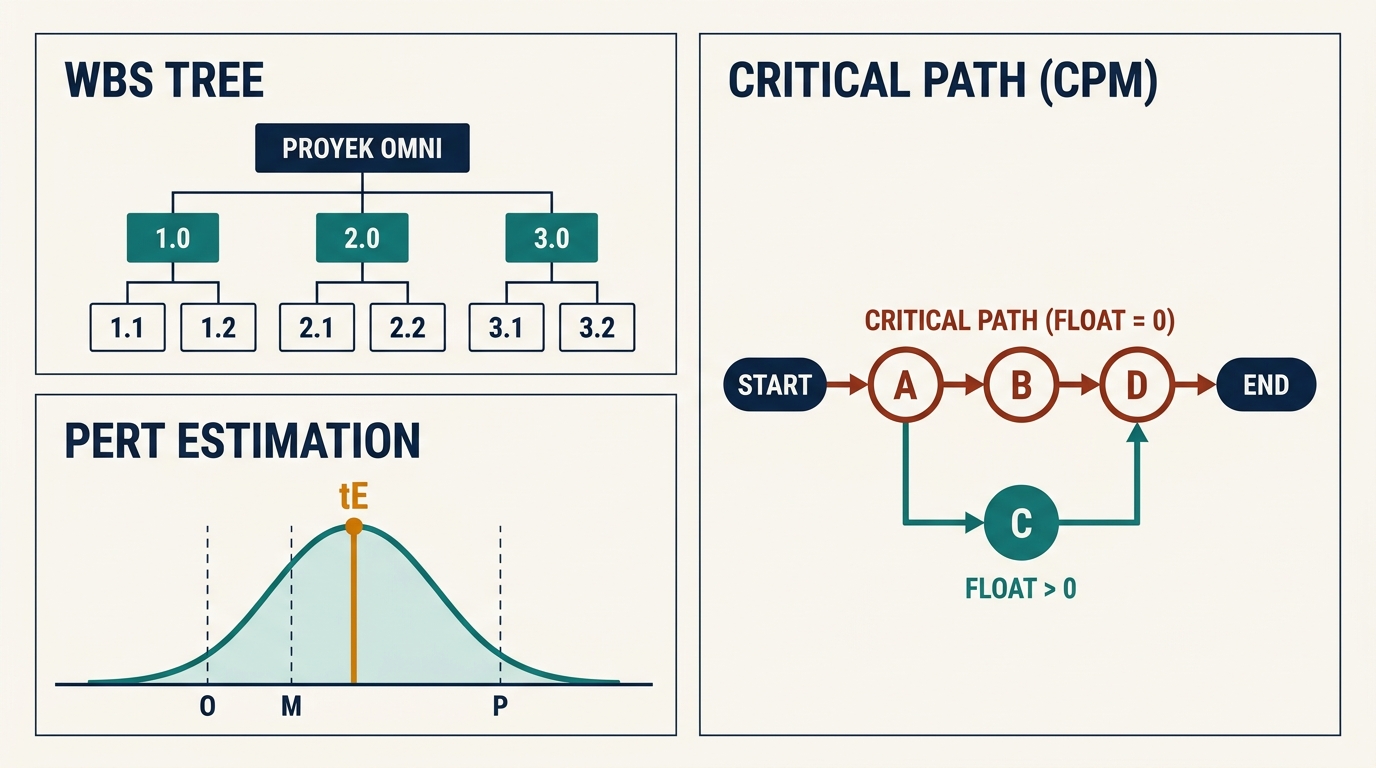 WBS TREE
PROYEK OMNI
1.0 2.0 3.0
1.1 1.2 2.1 2.2 3.1 3.2
PERT ESTIMATION
tE
O M P
CRITICAL PATH (CPM)
CRITICAL PATH (FLOAT = 0)
START A B D END
C
FLOAT > 0